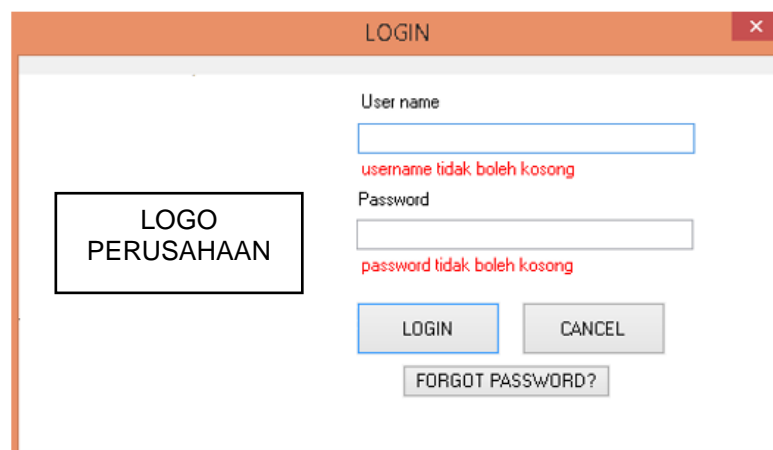 LOGIN
User name
username tidak boleh kosong
Password
LOGO
PERUSAHAAN
password tidak boleh kosong
LOGIN CANCEL
FORGOT PASSWORD?